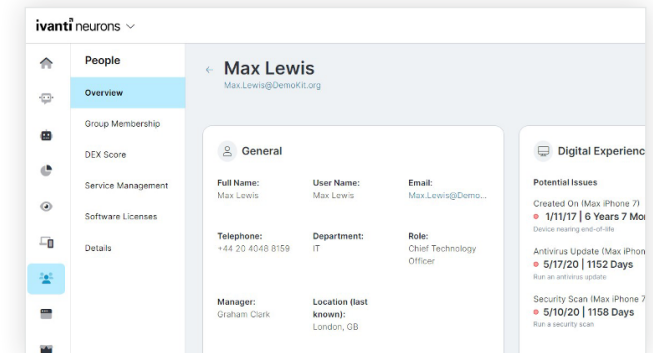 ivanti neurons
People
Overview
Group Membership
DEX Score
Service Management
Software Licenses
Details
Max Lewis
Max.Lewis@DemoKit.org
General
Full Name: User Name: Email:
Max Lewis Max Lewis Max.Lewis@Demo...
Telephone: Department: Role:
+44 20 4048 8159 IT Chief Technology
Officer
Manager: Location (last
known):
Graham Clark
London, GB
Digital Experienc
Potential Issues
Created On (Max iPhone 7)
1/11/17 | 6 Years 7 Mo
Device nearing end-of-life
Antivirus Update (Max iPhon
5/17/20 | 1152 Days
Run an antivirus update
Security Scan (Max iPhone 7
5/10/20 | 1158 Days
Run a security scan